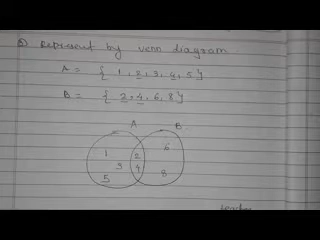 Represent by venn diagram
A = { 1, 2, 3, 4, 5 }
B = { 2, 4, 6, 8 }
A B
1 2 6
3 4
5 8